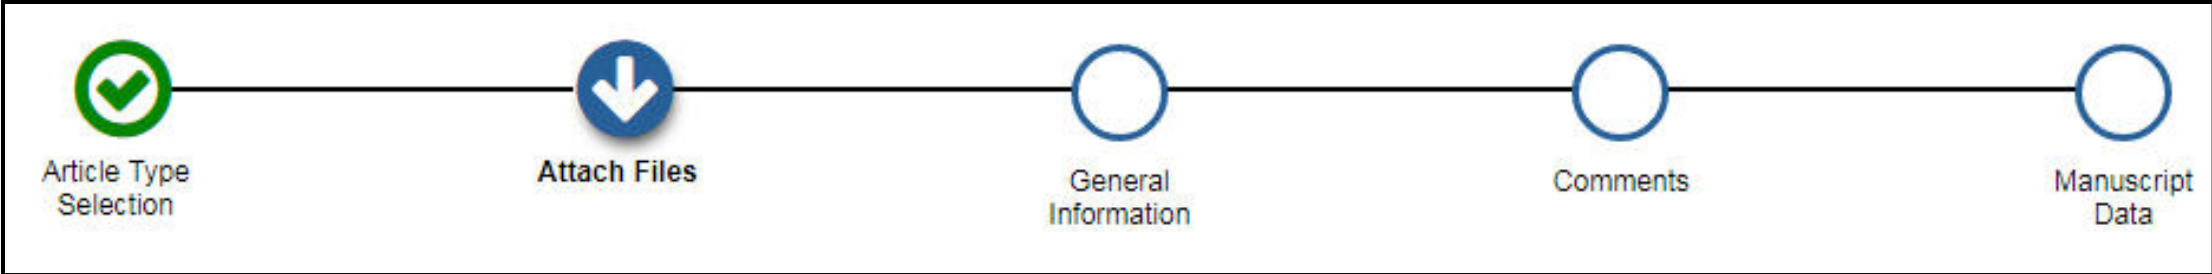 Article Type
Selection
Attach Files
General
Information
Comments
Manuscript
Data